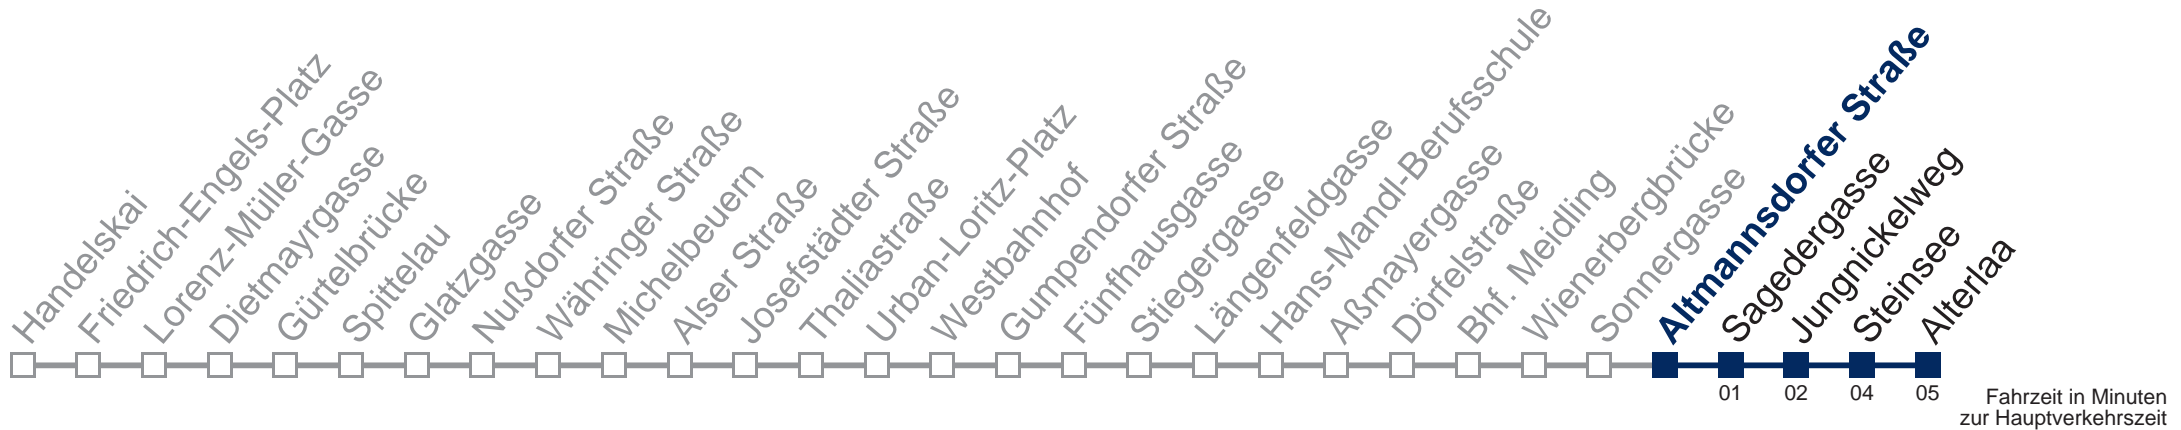 Handelskai
Friedrich-Engels-Platz
Lorenz-Müller-Gasse
Dietmayrgasse
Gürtelbrücke
Spittelau
Glatzgasse
Nußdorfer Straße
Währinger Straße
Michelbeuern
Alser Straße
Josefstädter Straße
Thaliastraße
Urban-Loritz-Platz
Westbahnhof
Gumpendorfer Straße
Fünfhausgasse
Stiegergasse
Längenfeldgasse
Hans-Mandl-Berufsschule
Aßmayergasse
Dörfelstraße
Bhf. Meidling
Wienerbergbrücke
Sonnergasse
Altmannsdorfer Straße
Sagedergasse
Jungnickelweg
Steinsee
Alterlaa
01 02 04 05
Fahrzeit in Minuten
zur Hauptverkehrszeit